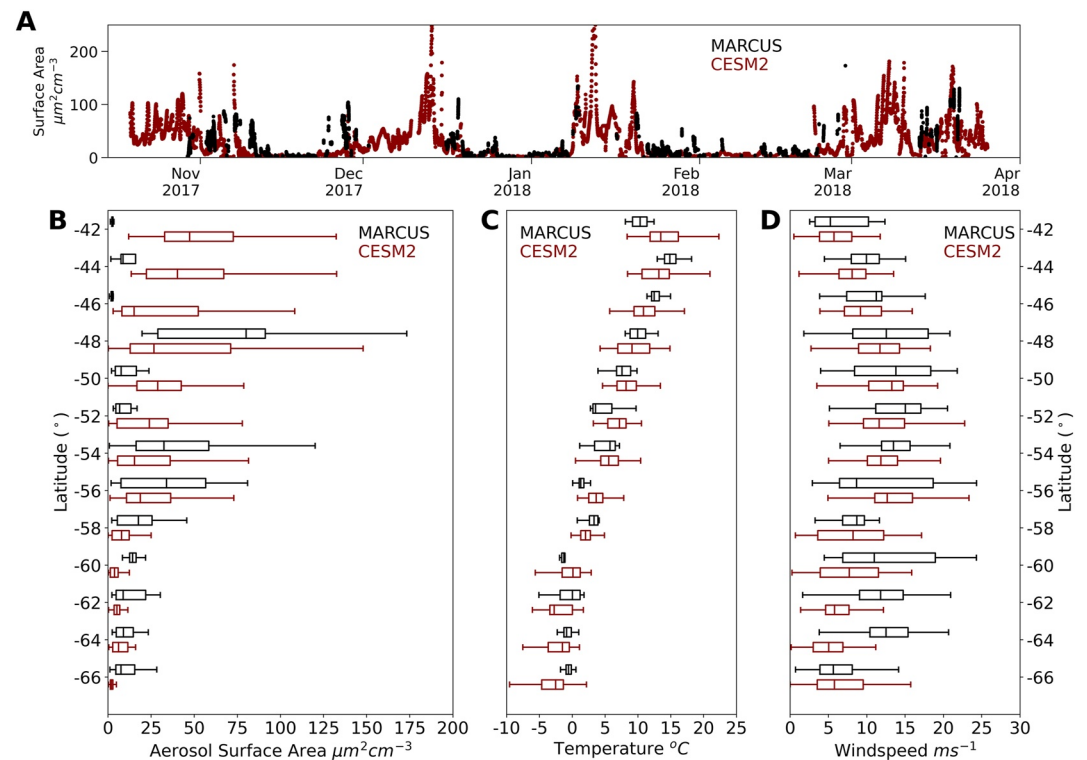 A
Surface Area
μm²cm⁻³
200
100
0
MARCUS
CESM2
Nov
2017
Dec
2017
Jan
2018
Feb
2018
Mar
2018
Apr
2018
B
MARCUS
CESM2
Latitude (°)
-42
-44
-46
-48
-50
-52
-54
-56
-58
-60
-62
-64
-66
0 25 50 75 100 125 150 175 200
Aerosol Surface Area μm²cm⁻³
C
MARCUS
CESM2
-10 -5 0 5 10 15 20 25
Temperature °C
D
MARCUS
CESM2
-42
-44
-46
-48
-50
-52
-54
-56
-58
-60
-62
-64
-66
Latitude (°)
0 5 10 15 20 25 30
Windspeed ms⁻¹